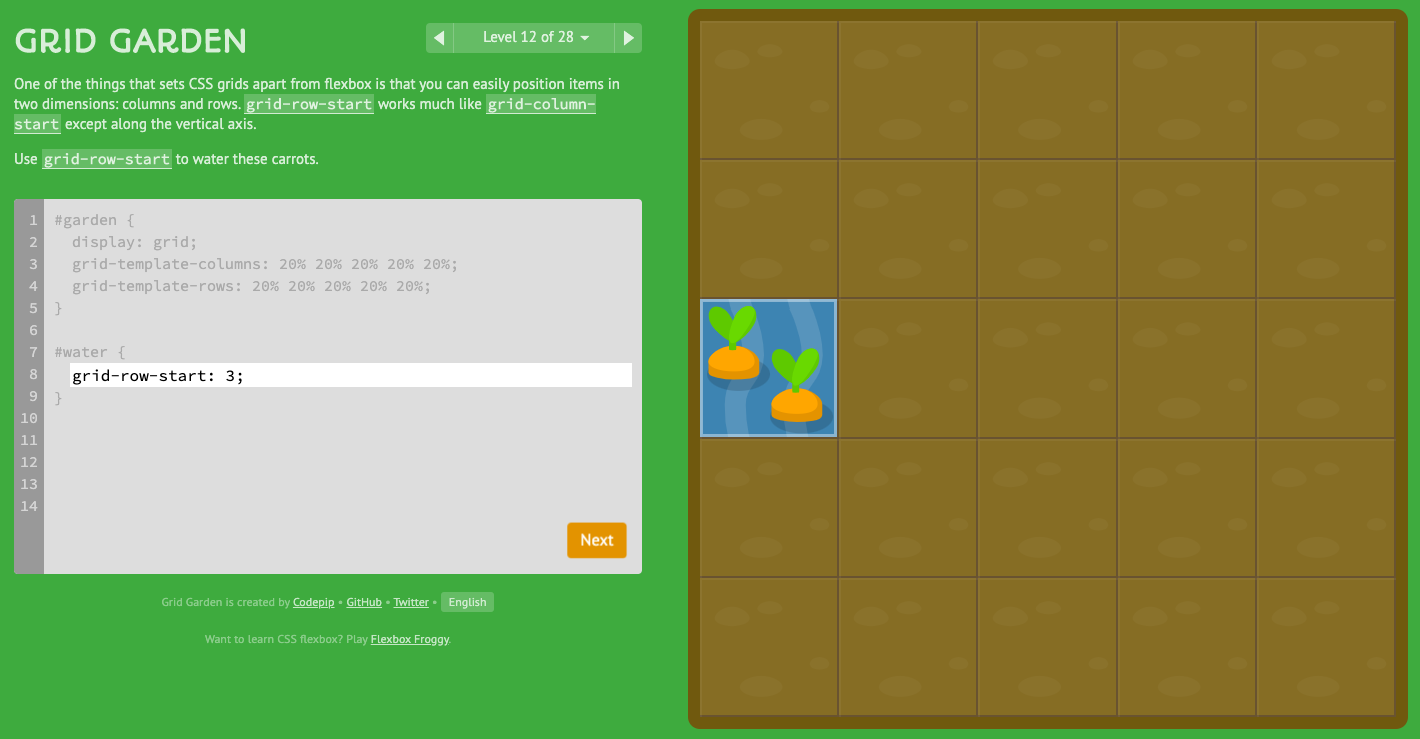 GRID GARDEN
Level 12 of 28
One of the things that sets CSS grids apart from flexbox is that you can easily position items in
two dimensions: columns and rows. grid-row-start works much like grid-column-
start except along the vertical axis.
Use grid-row-start to water these carrots.
1 #garden {
2 display: grid;
3 grid-template-columns: 20% 20% 20% 20% 20%;
4 grid-template-rows: 20% 20% 20% 20% 20%;
5 }
6
7 #water {
8 grid-row-start: 3;
9 }
10
11
12
13
14
Next
Grid Garden is created by Codepip • GitHub • Twitter • English
Want to learn CSS flexbox? Play Flexbox Froggy.